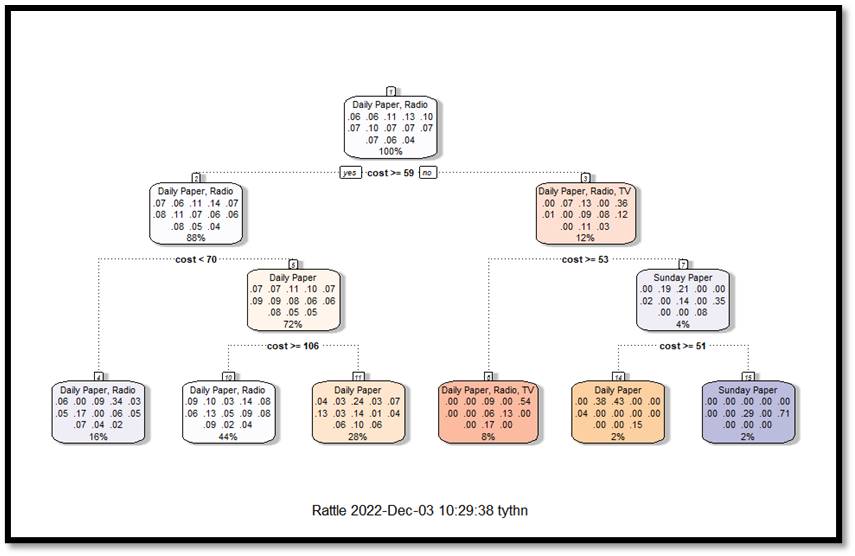 1
Daily Paper, Radio
.06 .06 .11 .13 .10
.07 .10 .07 .07 .07
.07 .06 .04
100%
yes cost >= 59 no
2
Daily Paper, Radio
.07 .06 .11 .14 .07
.08 .11 .07 .06 .06
.08 .05 .04
88%
3
Daily Paper, Radio, TV
.00 .07 .13 .00 .36
.01 .00 .09 .08 .12
.00 .11 .03
12%
cost < 70
cost >= 53
5
Daily Paper
.07 .07 .11 .10 .07
.09 .09 .08 .06 .06
.08 .05 .05
72%
7
Sunday Paper
.00 .19 .21 .00 .00
.02 .00 .14 .00 .35
.00 .00 .08
4%
cost >= 106
cost >= 51
4
Daily Paper, Radio
.06 .00 .09 .34 .03
.05 .17 .00 .06 .05
.07 .04 .02
16%
10
Daily Paper, Radio
.09 .10 .03 .14 .08
.06 .13 .05 .09 .08
.09 .02 .04
44%
11
Daily Paper
.04 .03 .24 .03 .07
.13 .03 .14 .01 .04
.06 .10 .06
28%
6
Daily Paper, Radio, TV
.00 .00 .09 .00 .54
.00 .00 .06 .13 .00
.00 .17 .00
8%
14
Daily Paper
.00 .38 .43 .00 .00
.04 .00 .00 .00 .00
.00 .00 .15
2%
15
Sunday Paper
.00 .00 .00 .00 .00
.00 .00 .29 .00 .71
.00 .00 .00
2%
Rattle 2022-Dec-03 10:29:38 tythn